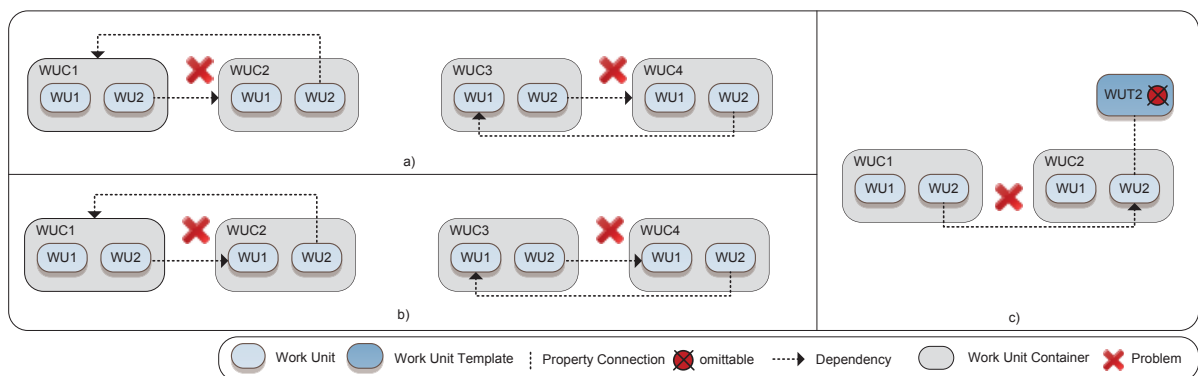 WUC1
WU1 WU2
WUC2
WU1 WU2
WUC3
WU1 WU2
WUC4
WU1 WU2
a)
WUC1
WU1 WU2
WUC2
WU1 WU2
WUC3
WU1 WU2
WUC4
WU1 WU2
b)
WUT2
WUC1
WU1 WU2
WUC2
WU1 WU2
c)
Work Unit Work Unit Template Property Connection omittable Dependency Work Unit Container Problem